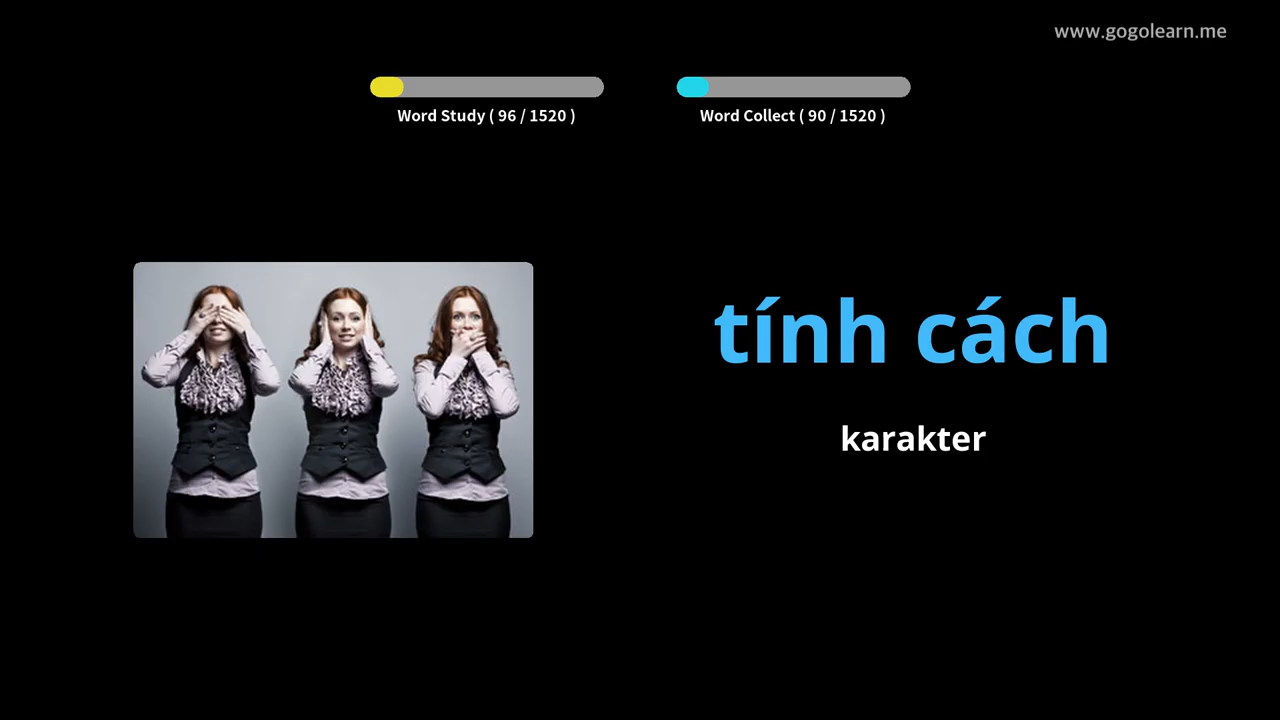 www.gogolearn.me
Word Study ( 96 / 1520 )
Word Collect ( 90 / 1520 )
tính cách
karakter